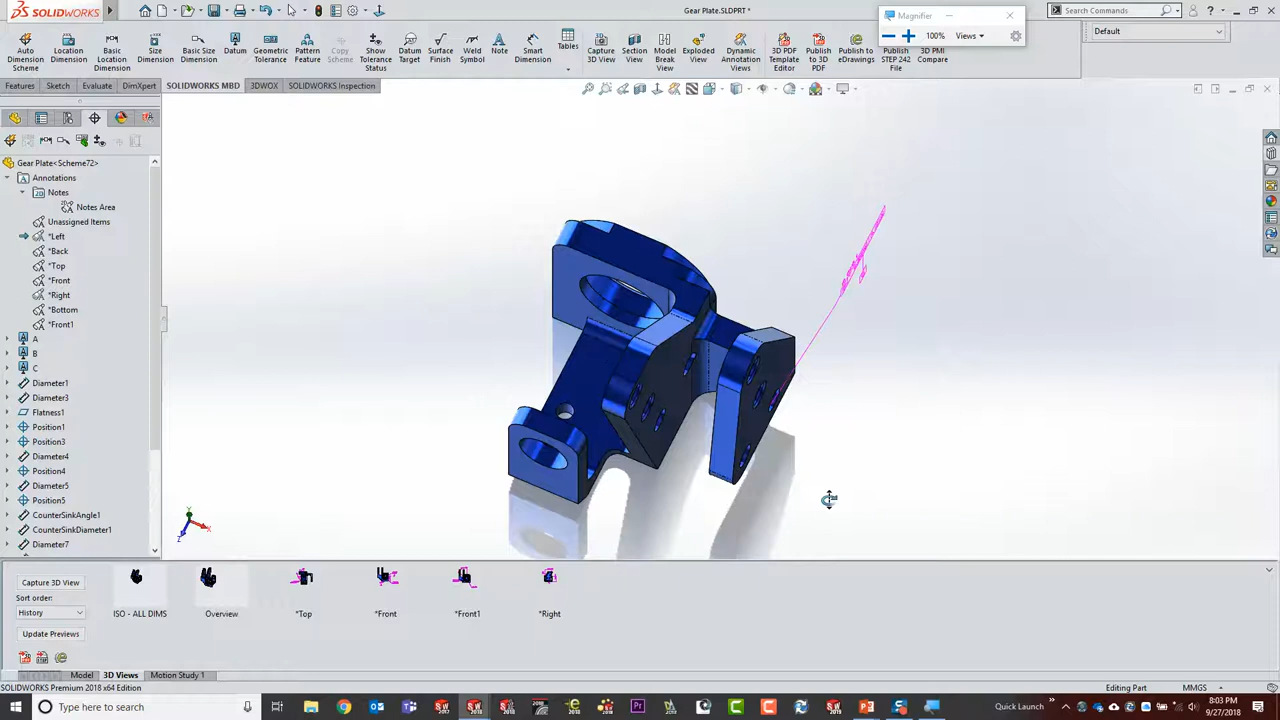 SOLIDWORKS
Gear Plate.SLDPRT *
Search Commands
Magnifier
100%
Views
Default
Auto Dimension Scheme
Location Dimension
Basic Location Dimension
Size Dimension
Basic Size Dimension
Datum
Geometric Tolerance
Pattern Feature
Copy Scheme
Show Tolerance Status
Datum Target
Surface Finish
Weld Symbol
Note
Smart Dimension
Tables
Capture 3D View
Section View
Model Break View
Exploded View
Dynamic Annotation Views
3D PDF Template Editor
Publish to 3D PDF
Publish to eDrawings
Publish STEP 242 File
3D PMI Compare
Features
Sketch
Evaluate
DimXpert
SOLIDWORKS MBD
3DWOX
SOLIDWORKS Inspection
Gear Plate<Scheme72>
Annotations
Notes
Notes Area
Unassigned Items
*Left
*Back
*Top
*Front
*Right
*Bottom
*Front1
A
B
C
Diameter1
Diameter3
Flatness1
Position1
Position3
Diameter4
Position4
Diameter5
Position5
CounterSinkAngle1
CounterSinkDiameter1
Diameter7
Y
X
Z
Capture 3D View
Sort order:
History
Update Previews
ISO - ALL DIMS
Overview
*Top
*Front
*Front1
*Right
Model
3D Views
Motion Study 1
SOLIDWORKS Premium 2018 x64 Edition
Editing Part
MMGS
Type here to search
Quick Launch
8:03 PM
9/27/2018